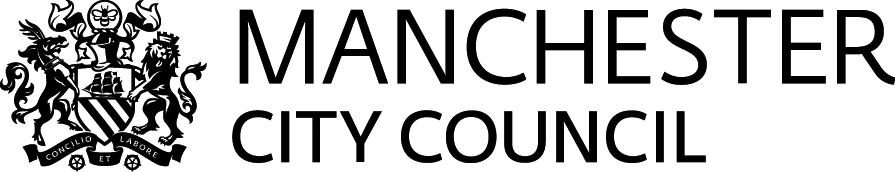 MANCHESTER
CITY COUNCIL
CONCILIO ET LABORE